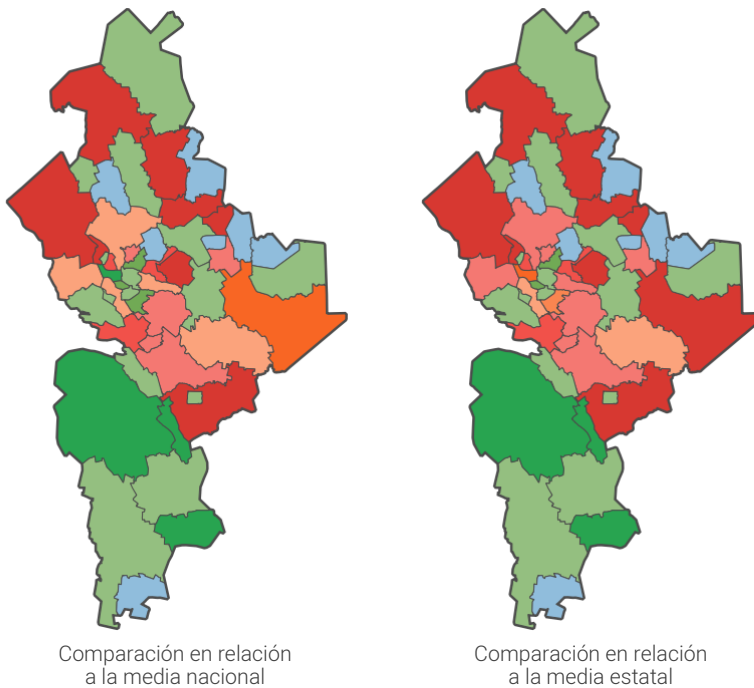 Comparación en relación
a la media nacional
Comparación en relación
a la media estatal